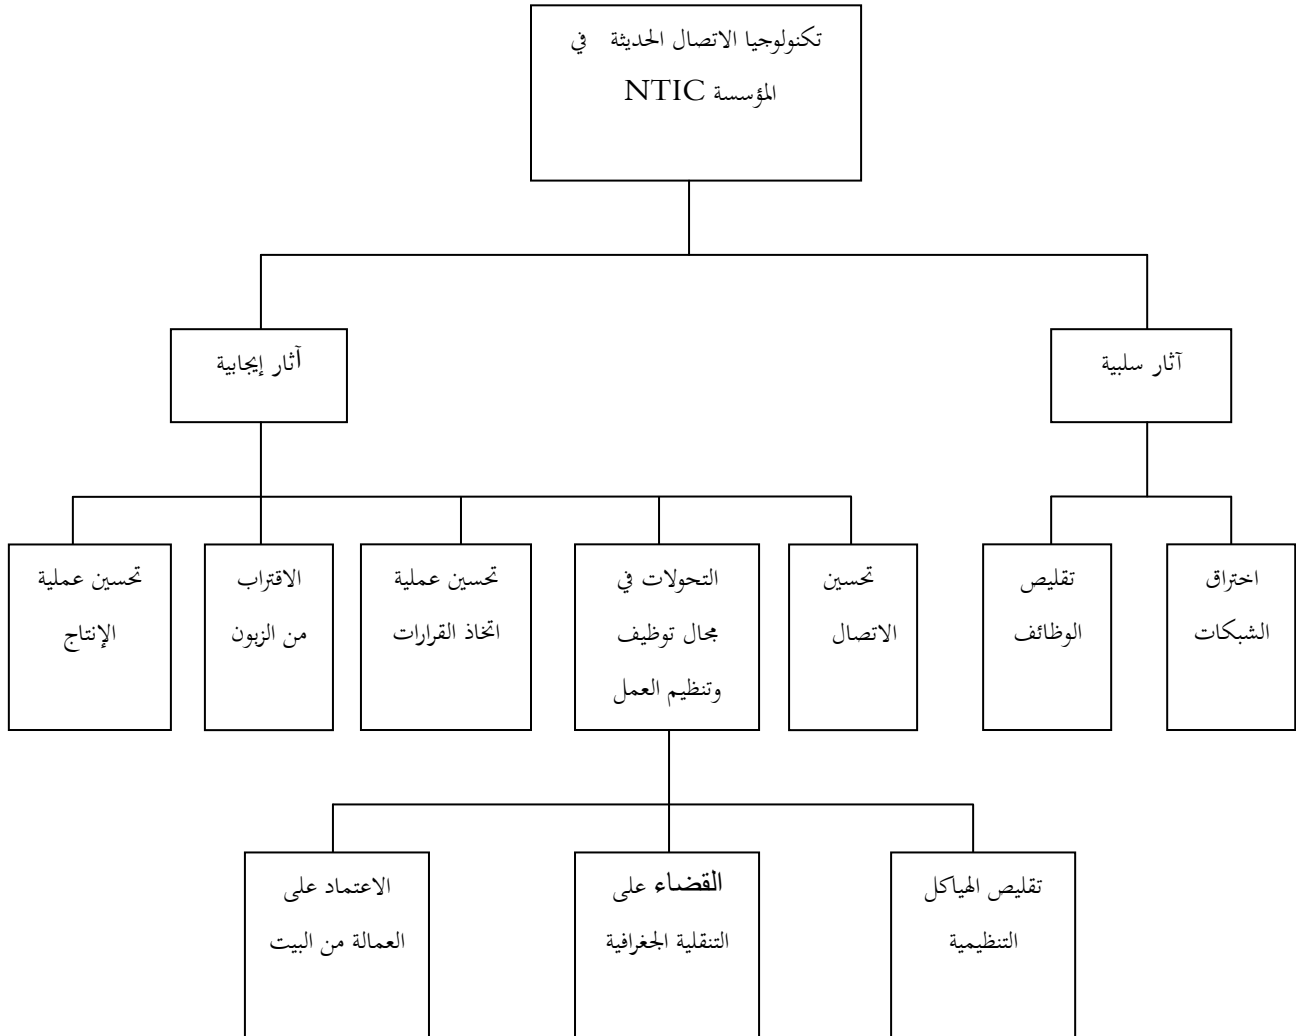 تكنولوجيا الاتصال الحديثة في
المؤسسة NTIC
آثار سلبية
آثار إيجابية
اختراق
الشبكات
تقليص
الوظائف
تحسين
الاتصال
التحولات في
مجال توظيف
وتنظيم العمل
تحسين عملية
اتخاذ القرارات
الاقتراب
من الزبون
تحسين عملية
الإنتاج
تقليص الهياكل
التنظيمية
القضاء على
التنقلية الجغرافية
الاعتماد على
العمالة من البيت